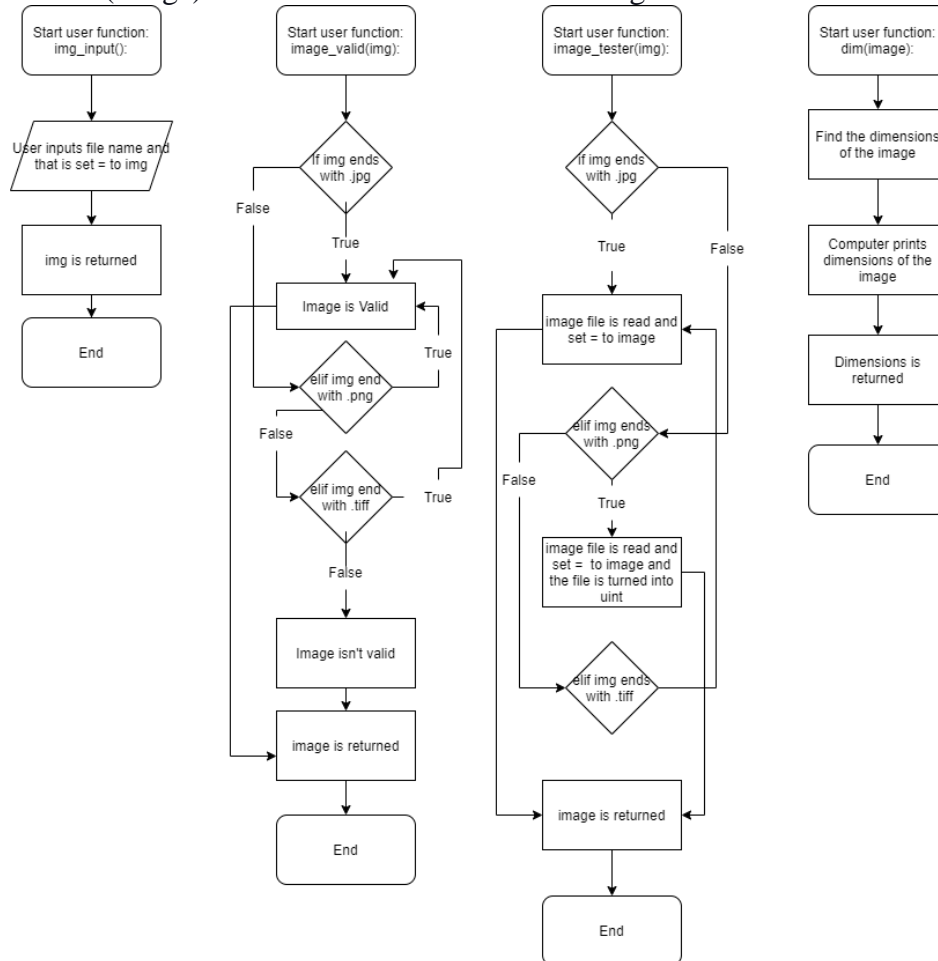 Start user function:
img_input():
User inputs file name and
that is set = to img
img is returned
End
Start user function:
image_valid(img):
If img ends
with .jpg
False
True
Image is Valid
True
elif img end
with .png
False
elif img end
with .tiff
True
False
Image isn't valid
image is returned
End
Start user function:
image_tester(img):
if img ends
with .jpg
True
False
image file is read and
set = to image
elif img ends
with .png
False
True
image file is read and
set = to image and
the file is turned into
uint
elif img ends
with .tiff
image is returned
End
Start user function:
dim(image):
Find the dimensions
of the image
Computer prints
dimensions of the
image
Dimensions is
returned
End